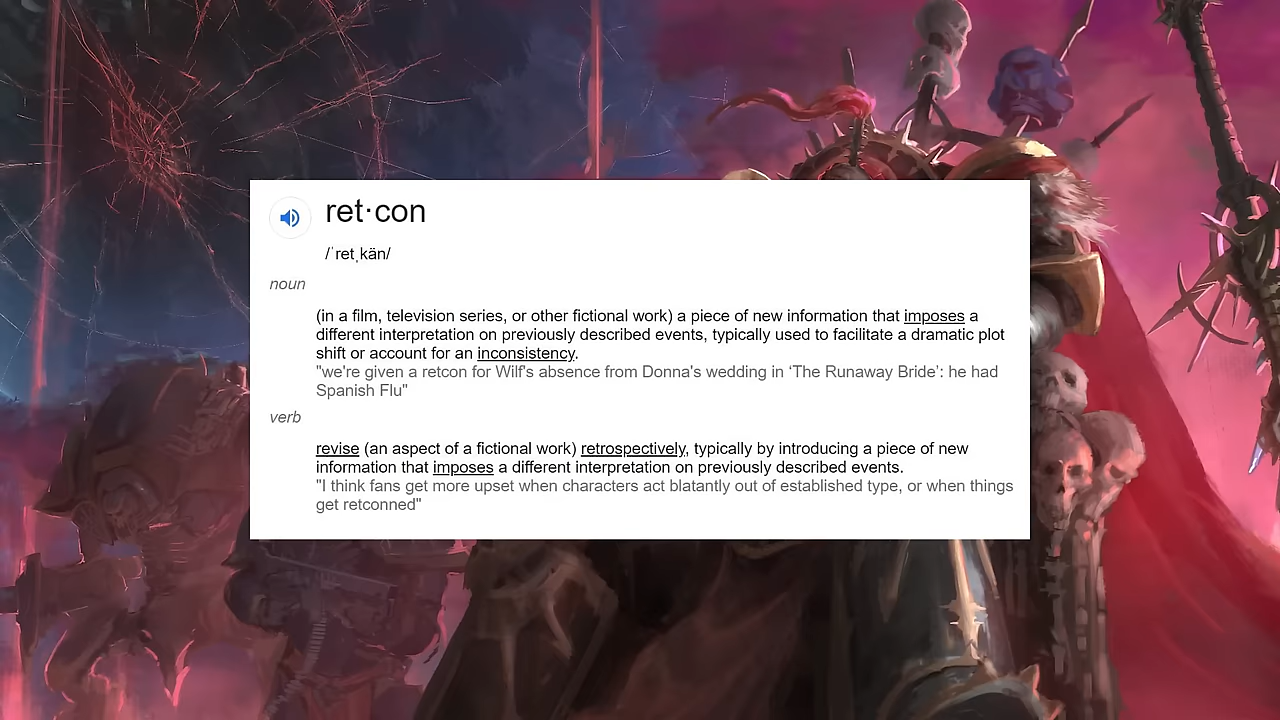 ret·con
/ˈretˌkän/
noun
(in a film, television series, or other fictional work) a piece of new information that imposes a
different interpretation on previously described events, typically used to facilitate a dramatic plot
shift or account for an inconsistency.
"we're given a retcon for Wilf's absence from Donna's wedding in ‘The Runaway Bride’: he had
Spanish Flu"
verb
revise (an aspect of a fictional work) retrospectively, typically by introducing a piece of new
information that imposes a different interpretation on previously described events.
"I think fans get more upset when characters act blatantly out of established type, or when things
get retconned"